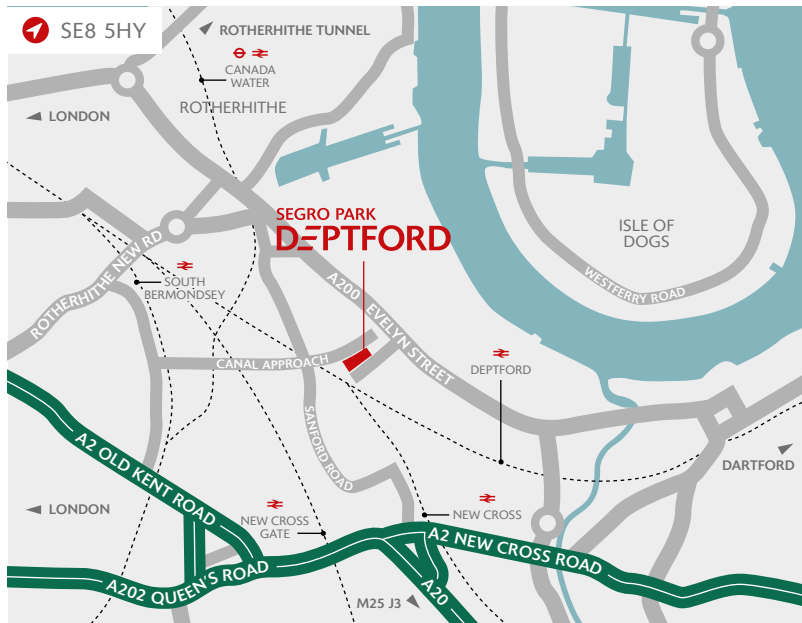 SE8 5HY
ROTHERHITHE TUNNEL
CANADA
WATER
ROTHERHITHE
LONDON
SEGRO PARK
DEPTFORD
ISLE OF
DOGS
WESTFERRY ROAD
ROTHERHITHE NEW RD
SOUTH
BERMONDSEY
A200 EVELYN STREET
CANAL APPROACH
DEPTFORD
SANFORD ROAD
A2 OLD KENT ROAD
DARTFORD
LONDON
NEW CROSS
GATE
NEW CROSS
A2 NEW CROSS ROAD
A202 QUEEN'S ROAD
A20
M25 J3